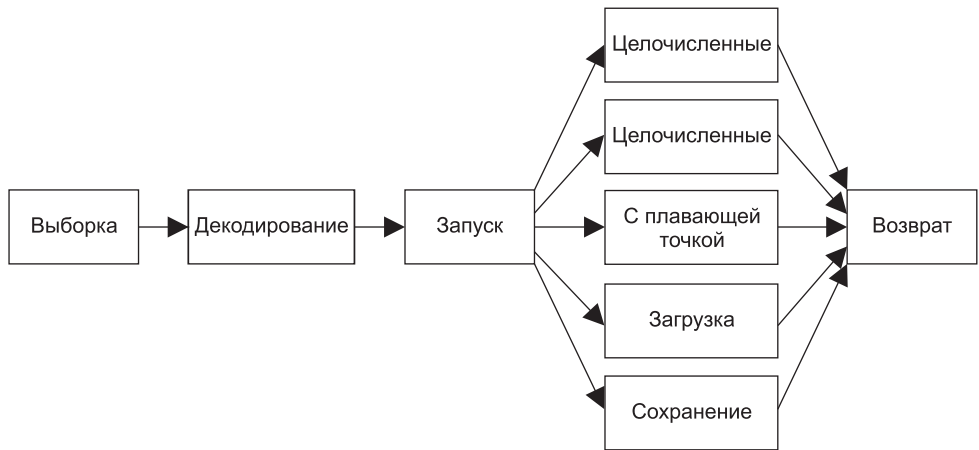 Выборка
Декодирование
Запуск
Целочисленные
Целочисленные
С плавающей
точкой
Загрузка
Сохранение
Возврат